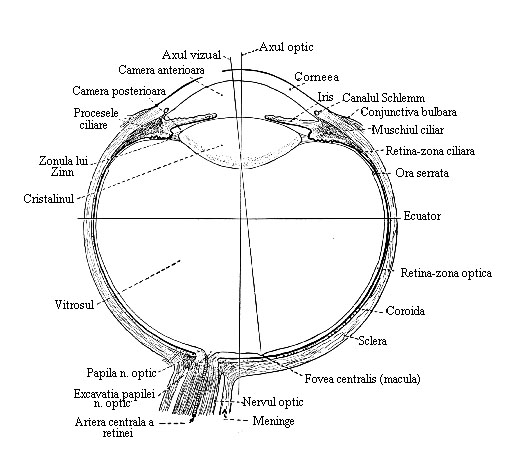 Axul optic
Axul vizual
Camera anterioara
Corneea
Camera posterioara
Iris
Canalul Schlemm
Procesele
ciliare
Conjunctiva bulbara
Muschiul ciliar
Retina-zona ciliara
Zonula lui
Zinn
Ora serrata
Cristalinul
Ecuator
Retina-zona optica
Vitrosul
Coroida
Sclera
Papila n. optic
Fovea centralis (macula)
Excavatia papilei
n. optic
Nervul optic
Artera centrala a
retinei
Meninge